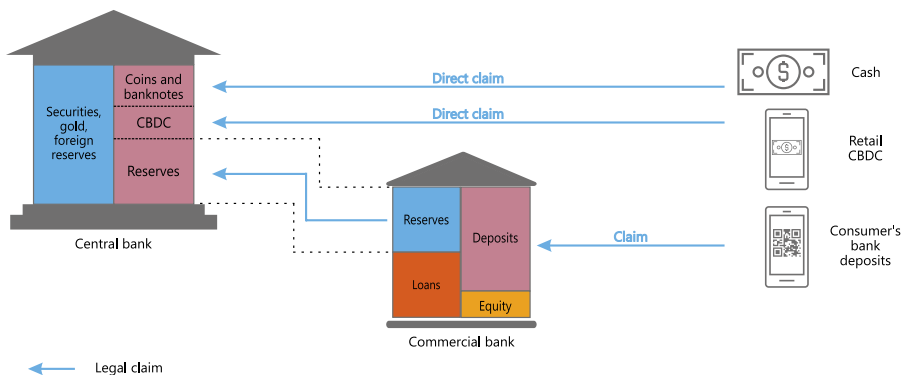 Securities,
gold,
foreign
reserves
Coins and
banknotes
CBDC
Reserves
Central bank
Direct claim
Direct claim
Claim
$
Cash
$
Retail
CBDC
Consumer's
bank
deposits
Reserves
Deposits
Loans
Equity
Commercial bank
Legal claim